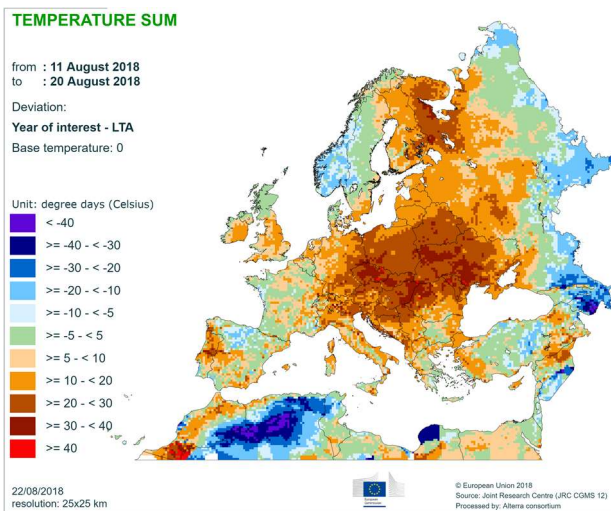 TEMPERATURE SUM
from : 11 August 2018
to : 20 August 2018
Deviation:
Year of interest - LTA
Base temperature: 0
Unit: degree days (Celsius)
< -40
>= -40 - < -30
>= -30 - < -20
>= -20 - < -10
>= -10 - < -5
>= -5 - < 5
>= 5 - < 10
>= 10 - < 20
>= 20 - < 30
>= 30 - < 40
>= 40
22/08/2018
resolution: 25x25 km
European
Commission
© European Union 2018
Source: Joint Research Centre (JRC CGMS 12)
Processed by: Alterra consortium